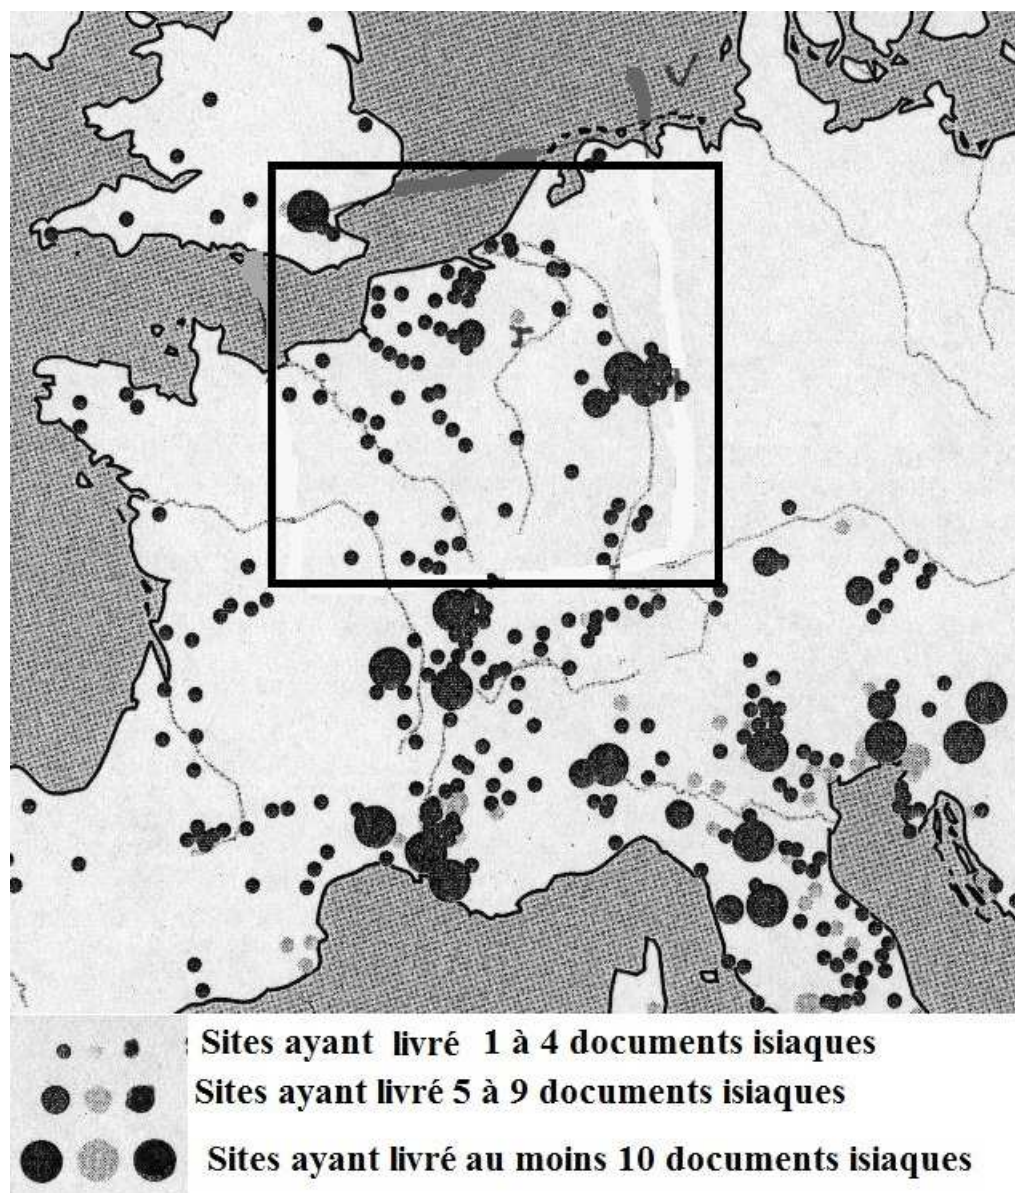 Sites ayant livré 1 à 4 documents isiaques
Sites ayant livré 5 à 9 documents isiaques
Sites ayant livré au moins 10 documents isiaques